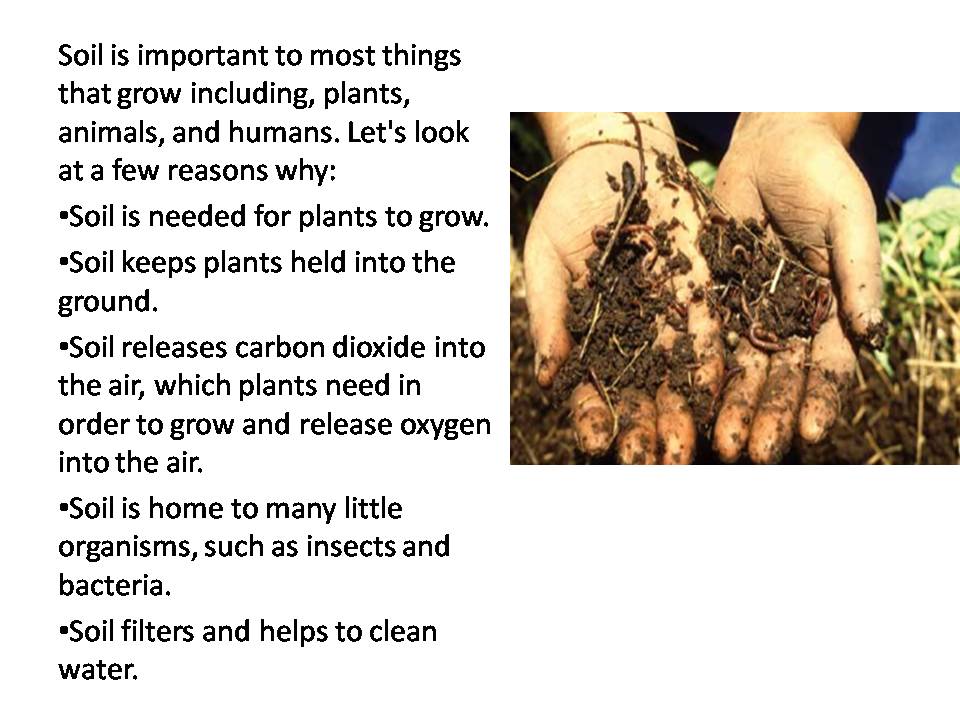 Soil is important to most things
that grow including, plants,
animals, and humans. Let's look
at a few reasons why:
•Soil is needed for plants to grow.
•Soil keeps plants held into the
ground.
•Soil releases carbon dioxide into
the air, which plants need in
order to grow and release oxygen
into the air.
•Soil is home to many little
organisms, such as insects and
bacteria.
•Soil filters and helps to clean
water.